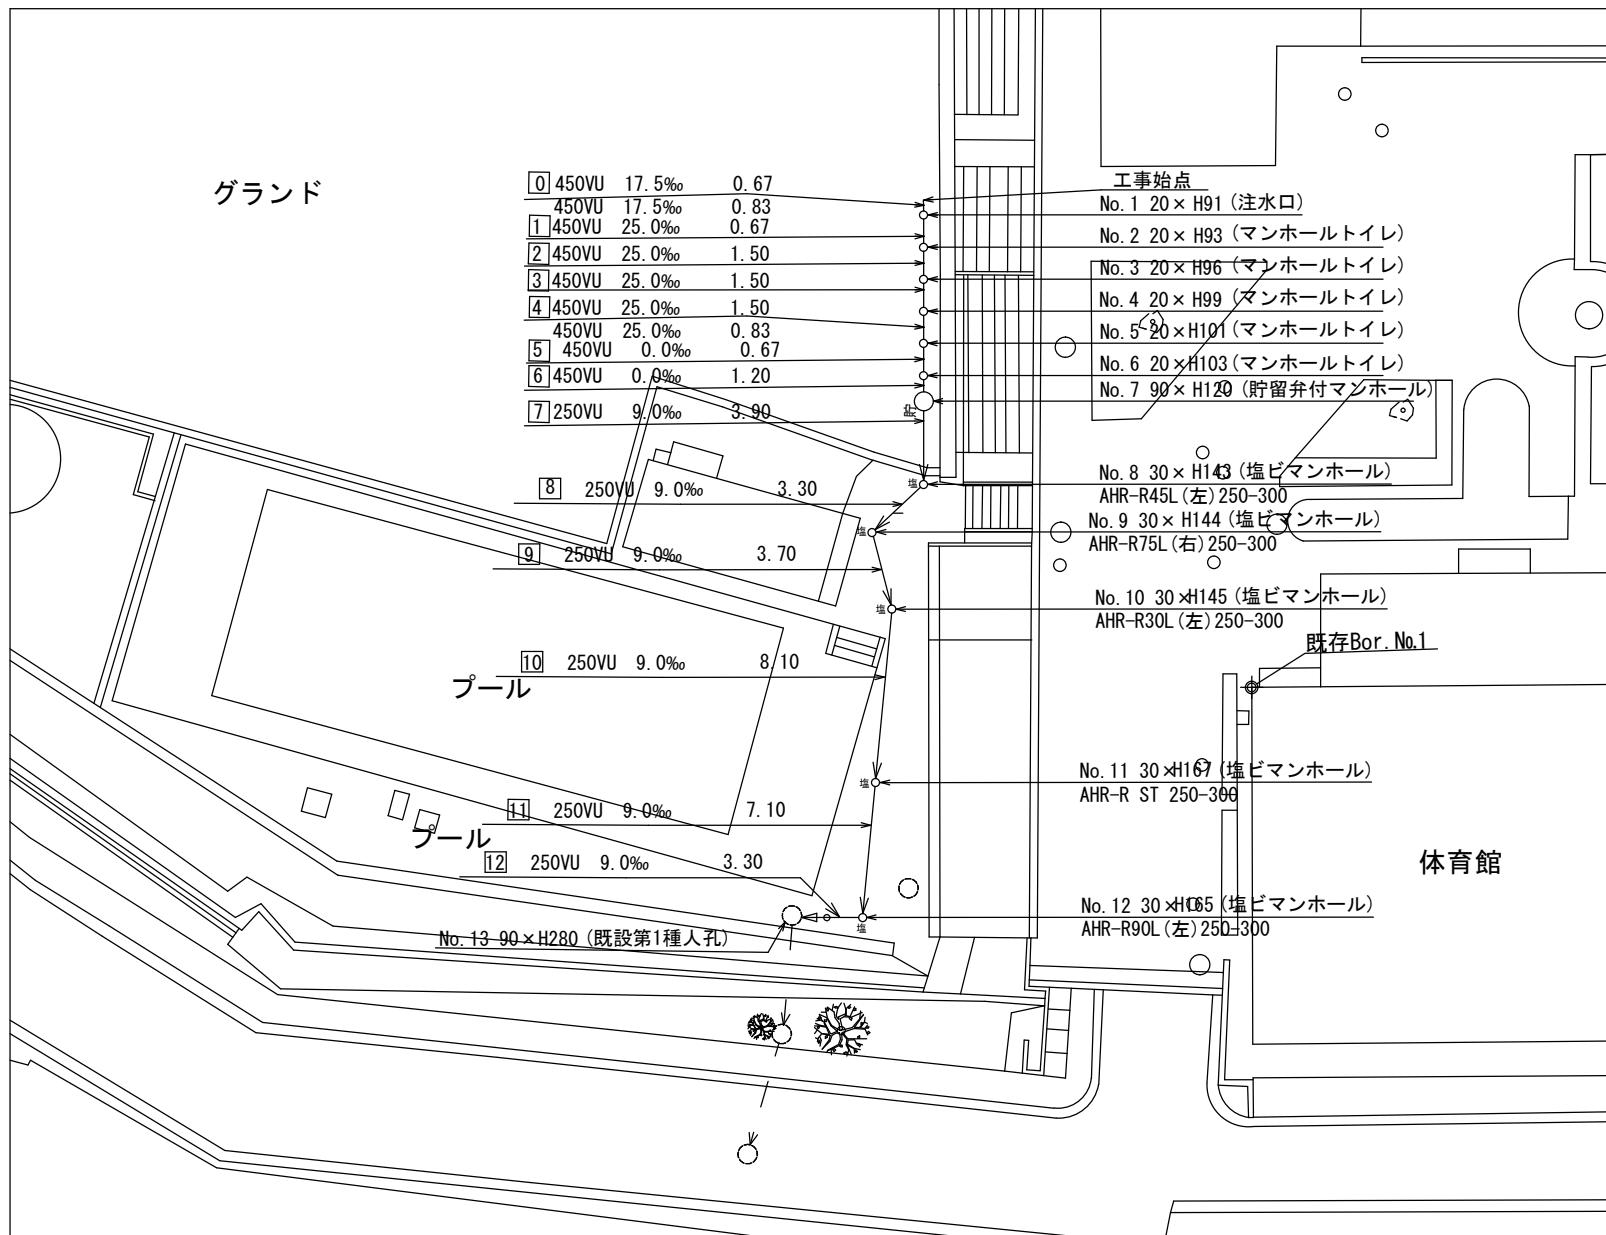 グランド
0 450VU 17.5‰ 0.67
450VU 17.5‰ 0.83
1 450VU 25.0‰ 0.67
2 450VU 25.0‰ 1.50
3 450VU 25.0‰ 1.50
4 450VU 25.0‰ 1.50
450VU 25.0‰ 0.83
5 450VU 0.0‰ 0.67
6 450VU 0.0‰ 1.20
7 250VU 9.0‰ 3.90
8 250VU 9.0‰ 3.30
9 250VU 9.0‰ 3.70
10 250VU 9.0‰ 8.10
プール
11 250VU 9.0‰ 7.10
プール
12 250VU 9.0‰ 3.30
No.13 90×H280(既設第1種人孔)
貯
塩
塩
塩
塩
塩
工事始点
No.1 20×H91(注水口)
No.2 20×H93(マンホールトイレ)
No.3 20×H96(マンホールトイレ)
No.4 20×H99(マンホールトイレ)
No.5 20×H101(マンホールトイレ)
No.6 20×H103(マンホールトイレ)
No.7 90×H120(貯留弁付マンホール)
No.8 30×H143(塩ビマンホール)
AHR-R45L(左)250-300
No.9 30×H144(塩ビマンホール)
AHR-R75L(右)250-300
No.10 30×H145(塩ビマンホール)
AHR-R30L(左)250-300
既存Bor.No.1
No.11 30×H167(塩ビマンホール)
AHR-R ST 250-300
体育館
No.12 30×H165(塩ビマンホール)
AHR-R90L(左)250-300